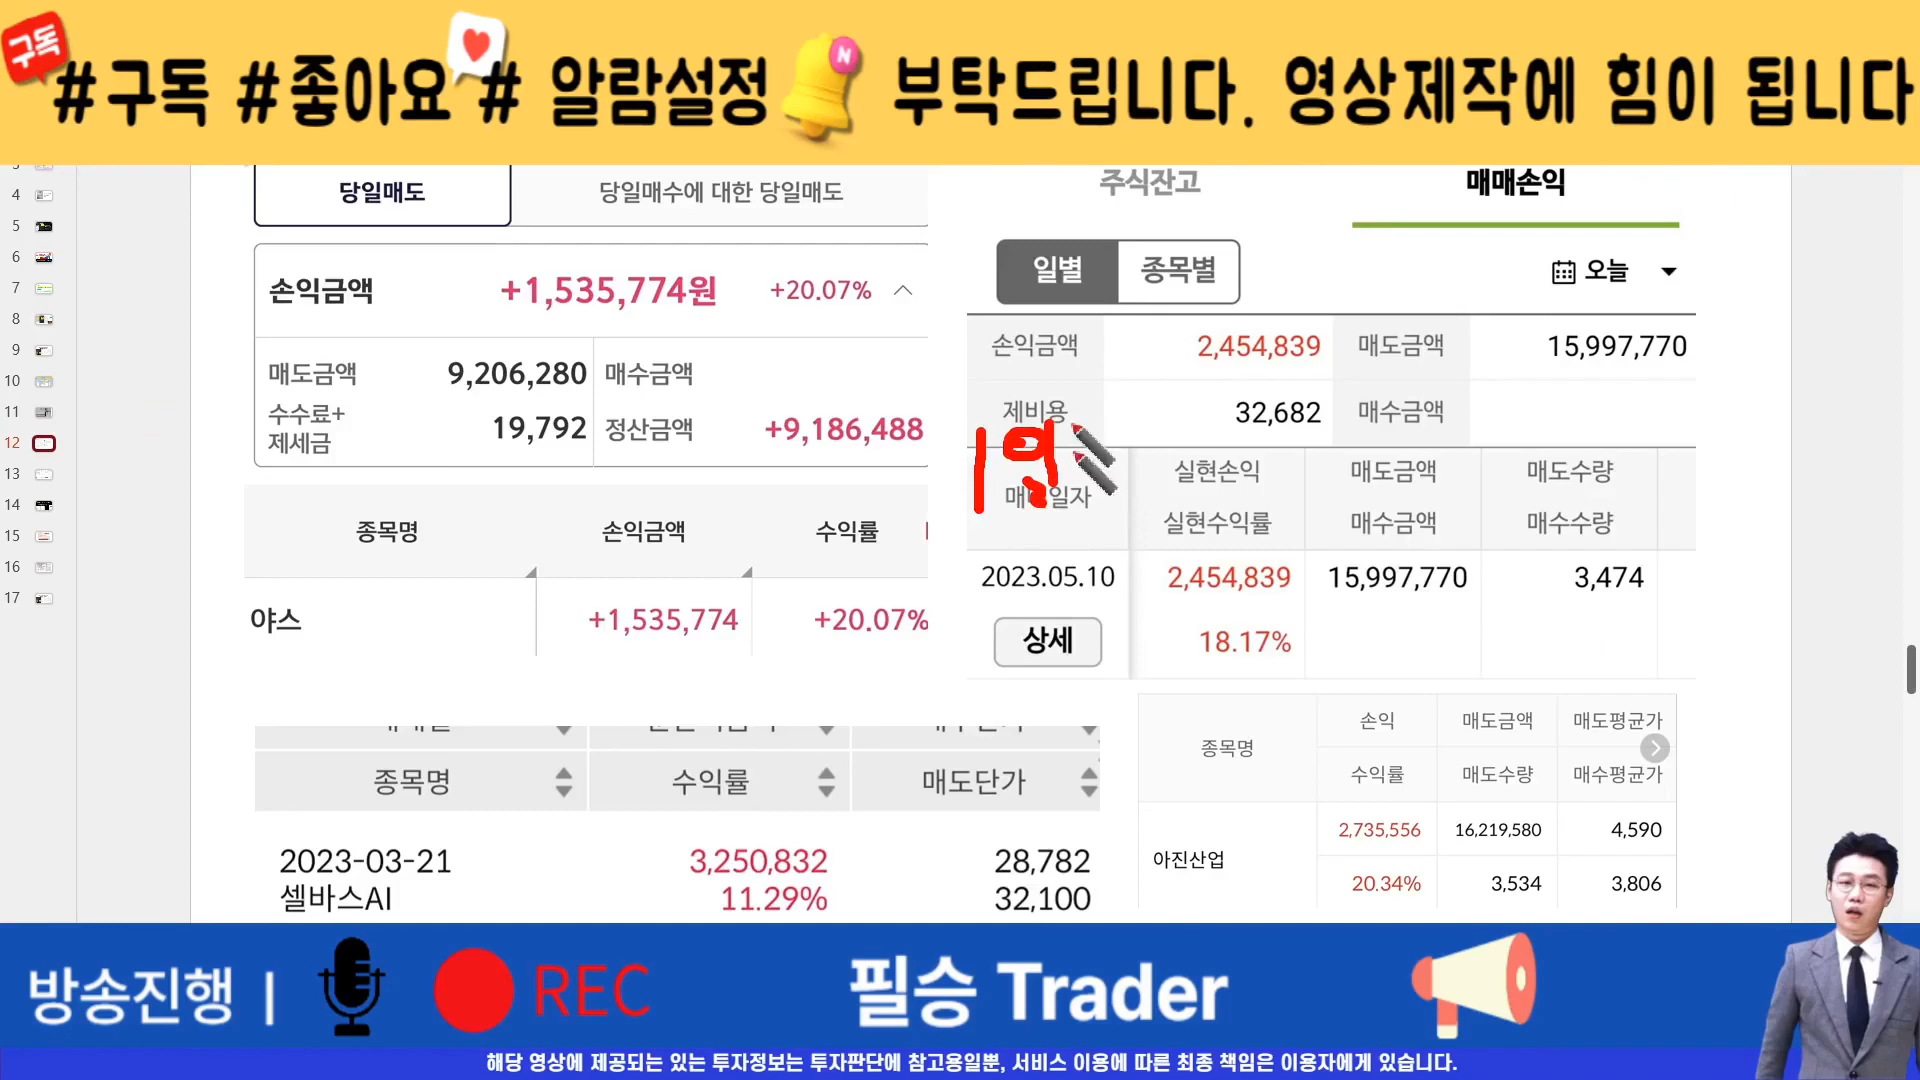 구독
#구독 #좋아요 # 알람설정 N 부탁드립니다. 영상제작에 힘이 됩니다
4
5
6
7
8
9
10
11
12
13
14
15
16
17
당일매도 당일매수에 대한 당일매도
손익금액 +1,535,774원 +20.07%
매도금액 9,206,280 매수금액
수수료+
제세금 19,792 정산금액 +9,186,488
종목명 손익금액 수익률
야스 +1,535,774 +20.07%
주식잔고 매매손익
일별 종목별 오늘
손익금액 2,454,839 매도금액 15,997,770
제비용 32,682 매수금액
실현손익 매도금액 매도수량
실현수익률 매수금액 매수수량
2023.05.10 2,454,839 15,997,770 3,474
상세 18.17%
종목명 수익률 매도단가
2023-03-21 3,250,832 28,782
셀바스AI 11.29% 32,100
종목명 손익 매도금액 매도평균가
수익률 매도수량 매수평균가
아진산업 2,735,556 16,219,580 4,590
20.34% 3,534 3,806
방송진행 | REC 필승 Trader
해당 영상에 제공되는 있는 투자정보는 투자판단에 참고용일뿐, 서비스 이용에 따른 최종 책임은 이용자에게 있습니다.